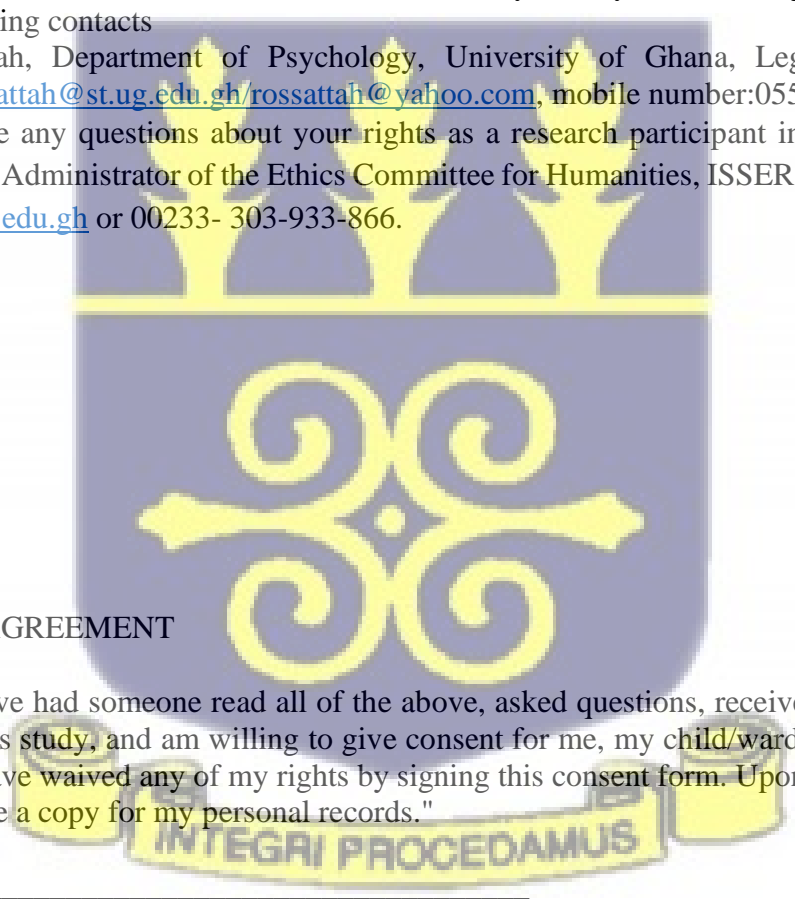 ing contacts
ah, Department of Psychology, University of Ghana, Leg
attah@st.ug.edu.gh/rossattah@yahoo.com, mobile number:055
e any questions about your rights as a research participant in
Administrator of the Ethics Committee for Humanities, ISSER
edu.gh or 00233- 303-933-866.
GREEMENT
ve had someone read all of the above, asked questions, receive
s study, and am willing to give consent for me, my child/ward
ave waived any of my rights by signing this consent form. Upon
e a copy for my personal records."
INTEGRI PROCEDAMUS